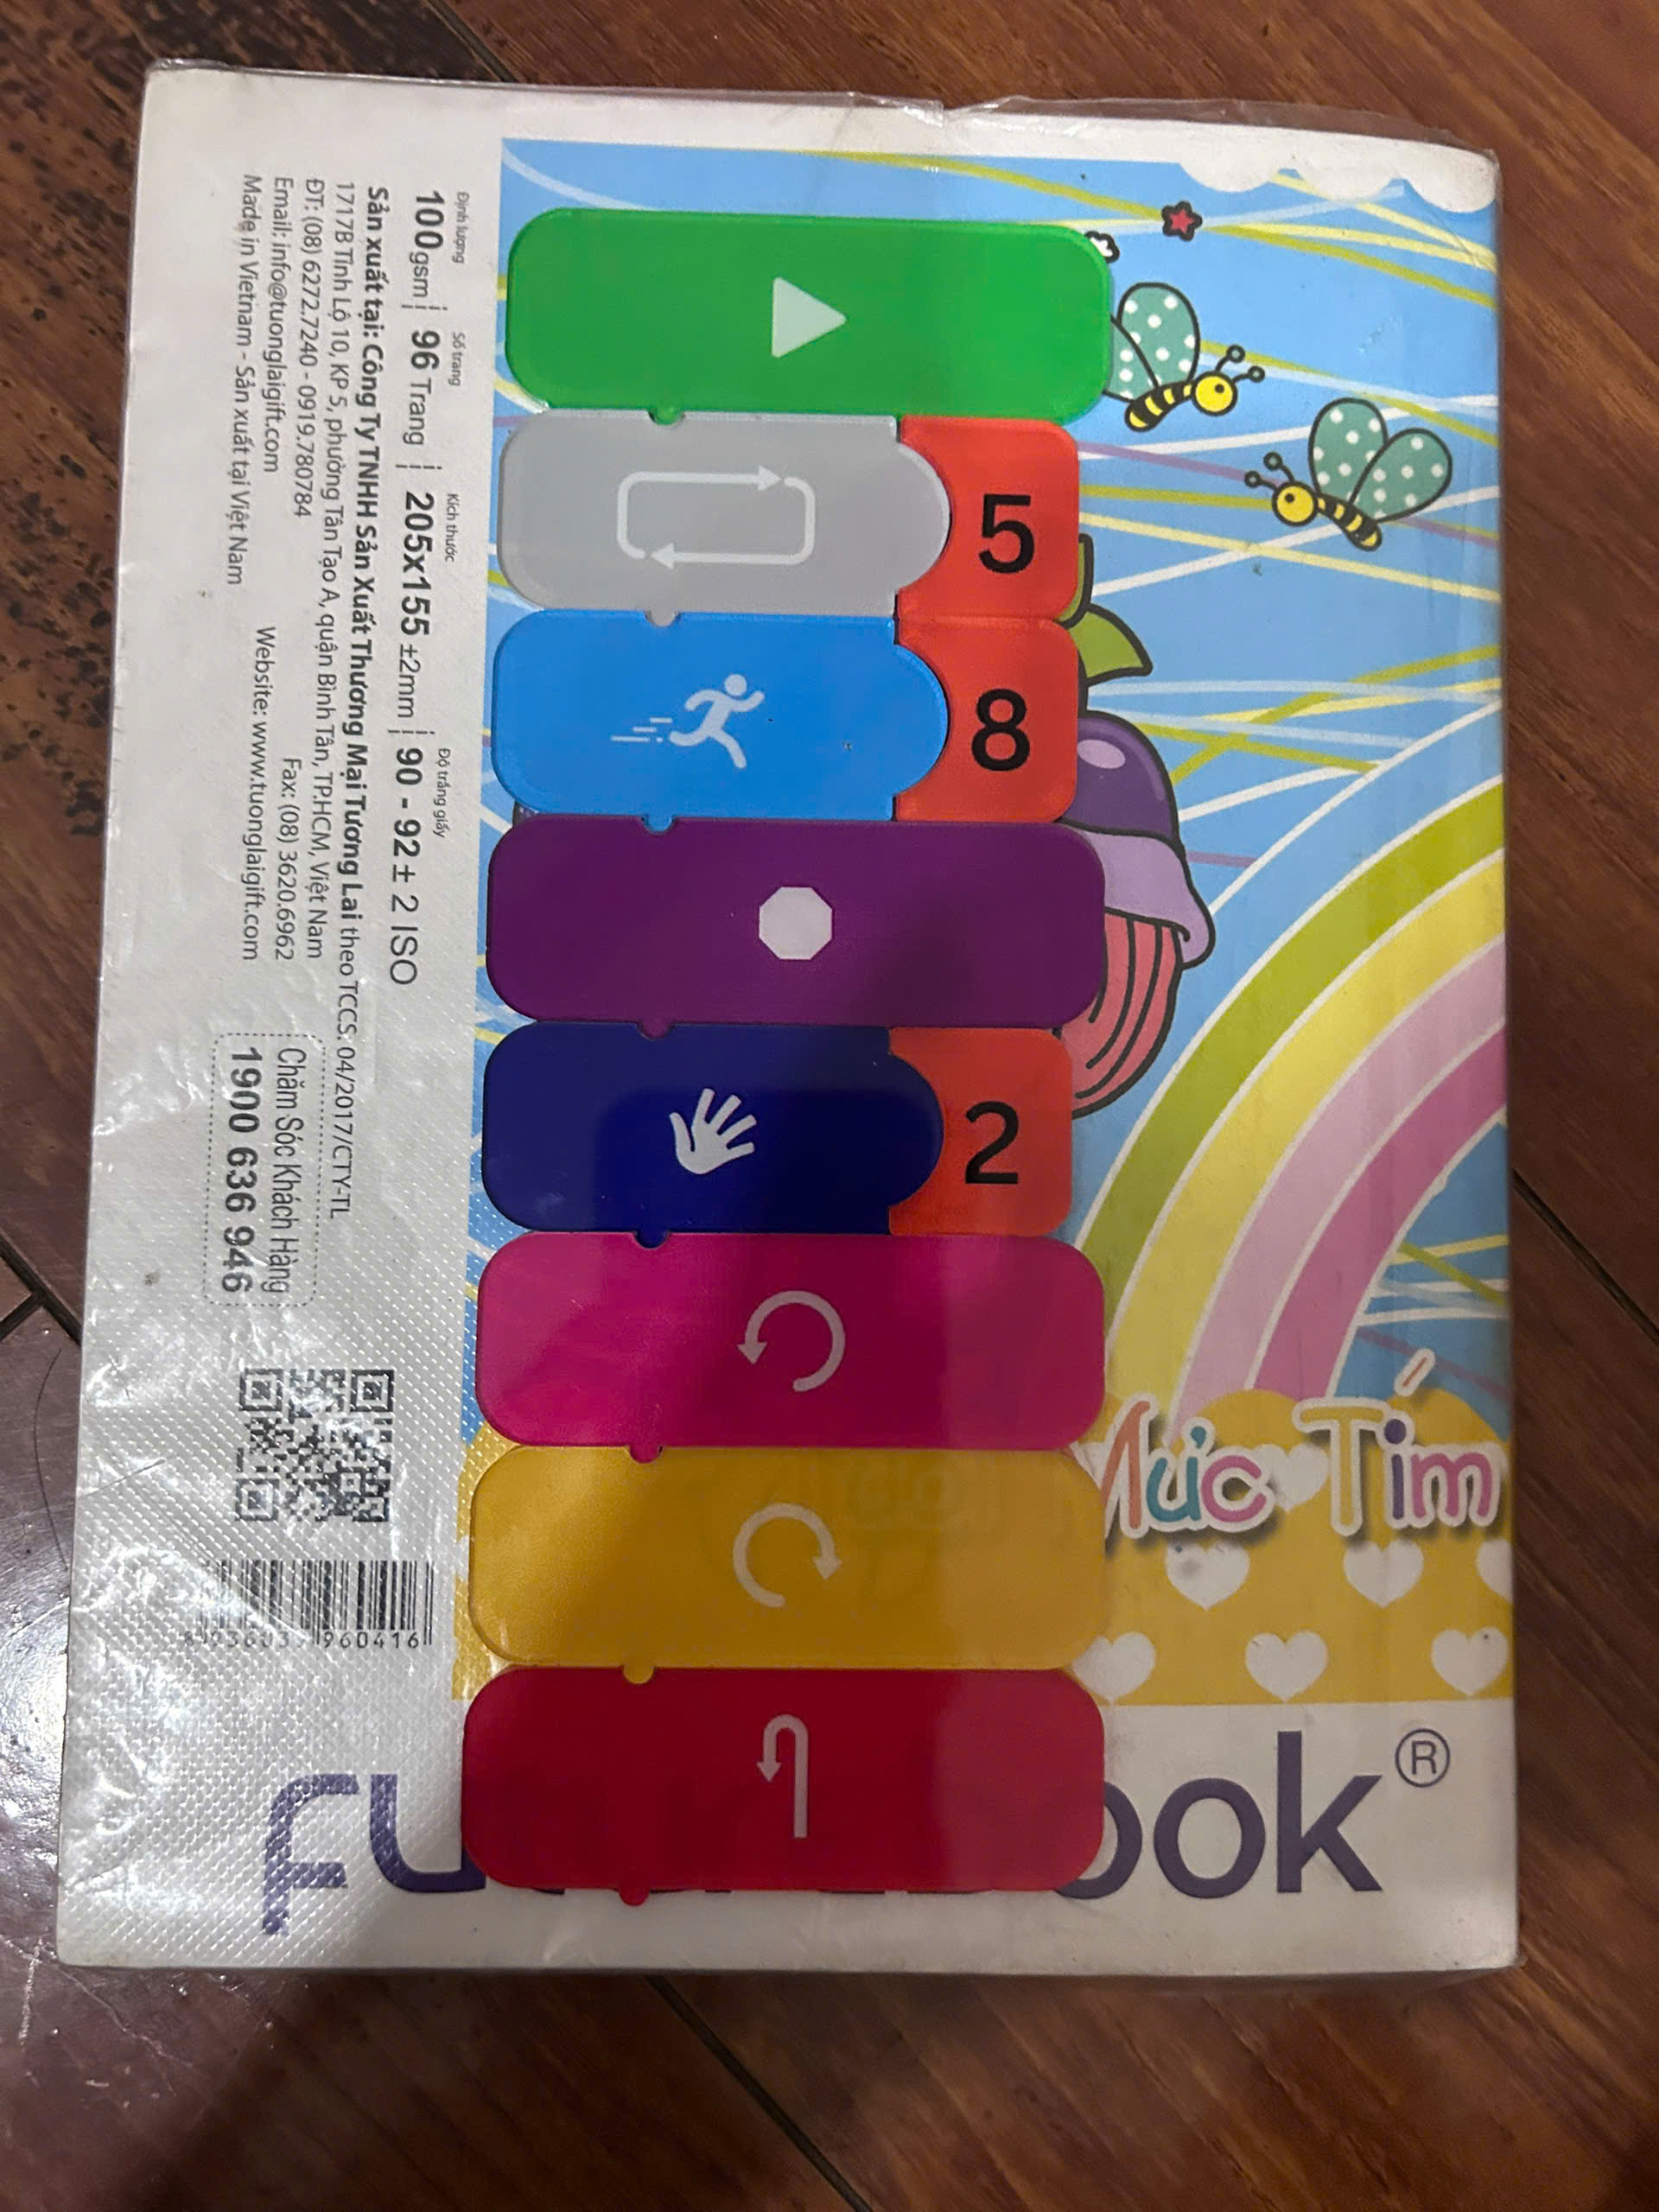 5
8
2
Mực Tím
Định lượng
100gsm
Số trang
96 Trang
Kích thước
205x155 ±2mm
Độ trắng giấy
90 - 92 ± 2 ISO
Sản xuất tại: Công Ty TNHH Sản Xuất Thương Mại Tương Lai theo TCCS: 04/2017/CTY-TL
1717B Tỉnh Lộ 10, KP 5, phường Tân Tạo A, quận Bình Tân, TP.HCM, Việt Nam
ĐT: (08) 6272.7240 - 0919.780784
Fax: (08) 3620.6962
Email: info@tuonglaigift.com
Website: www.tuonglaigift.com
Made in Vietnam - Sản xuất tại Việt Nam
Chăm Sóc Khách Hàng
1900 636 946
960416
®